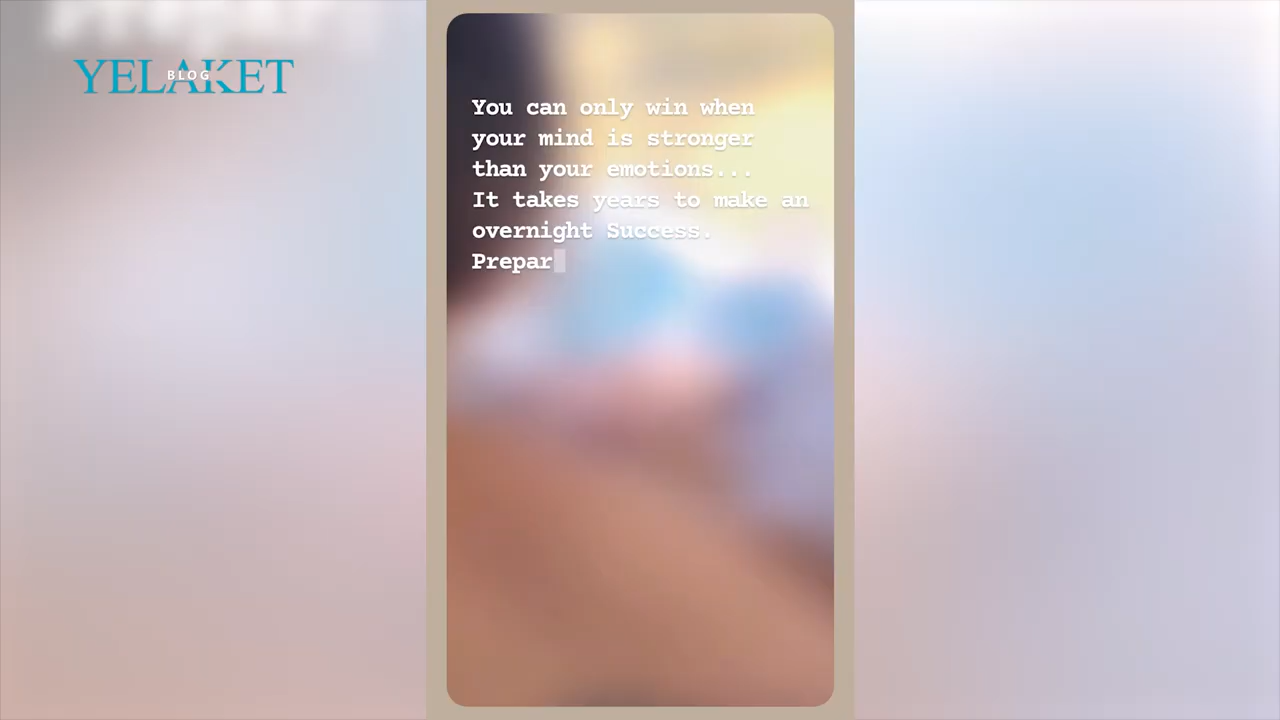 YELAKET
BLOG
You can only win when
your mind is stronger
than your emotions...
It takes years to make an
overnight Success.
Prepar